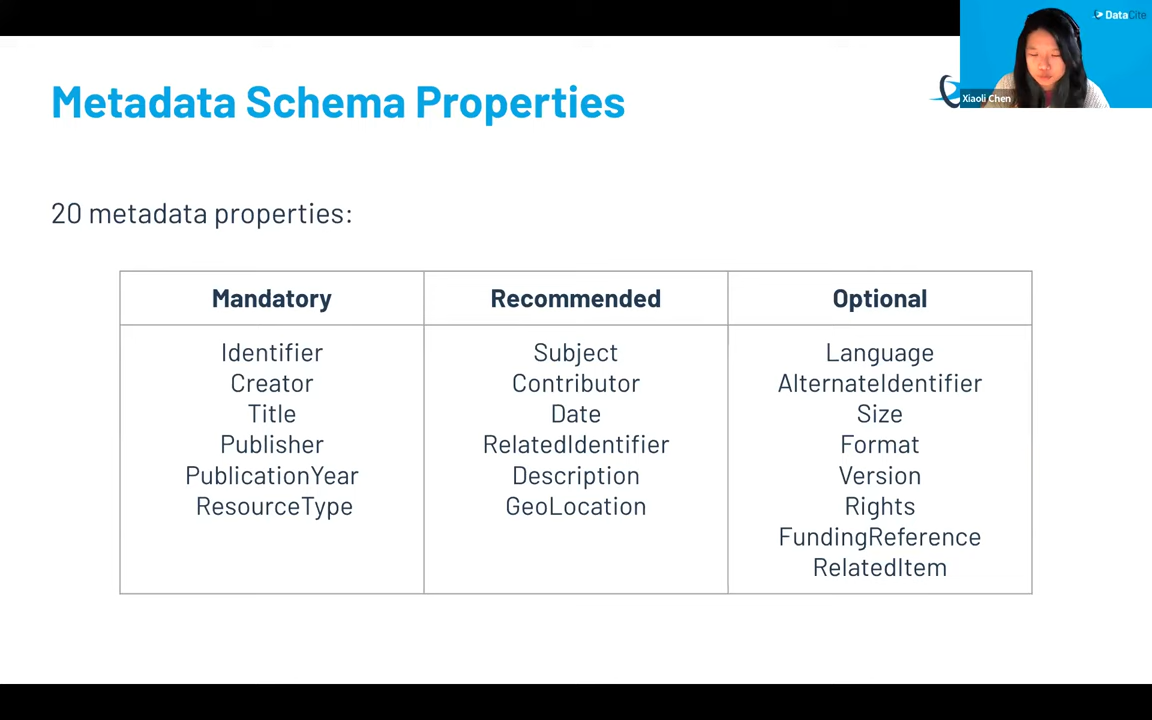 DataCite
Metadata Schema Properties
Xiaoli Chen
20 metadata properties:
Mandatory Recommended Optional
Identifier Subject Language
Creator Contributor AlternateIdentifier
Title Date Size
Publisher RelatedIdentifier Format
PublicationYear Description Version
ResourceType GeoLocation Rights
FundingReference
RelatedItem